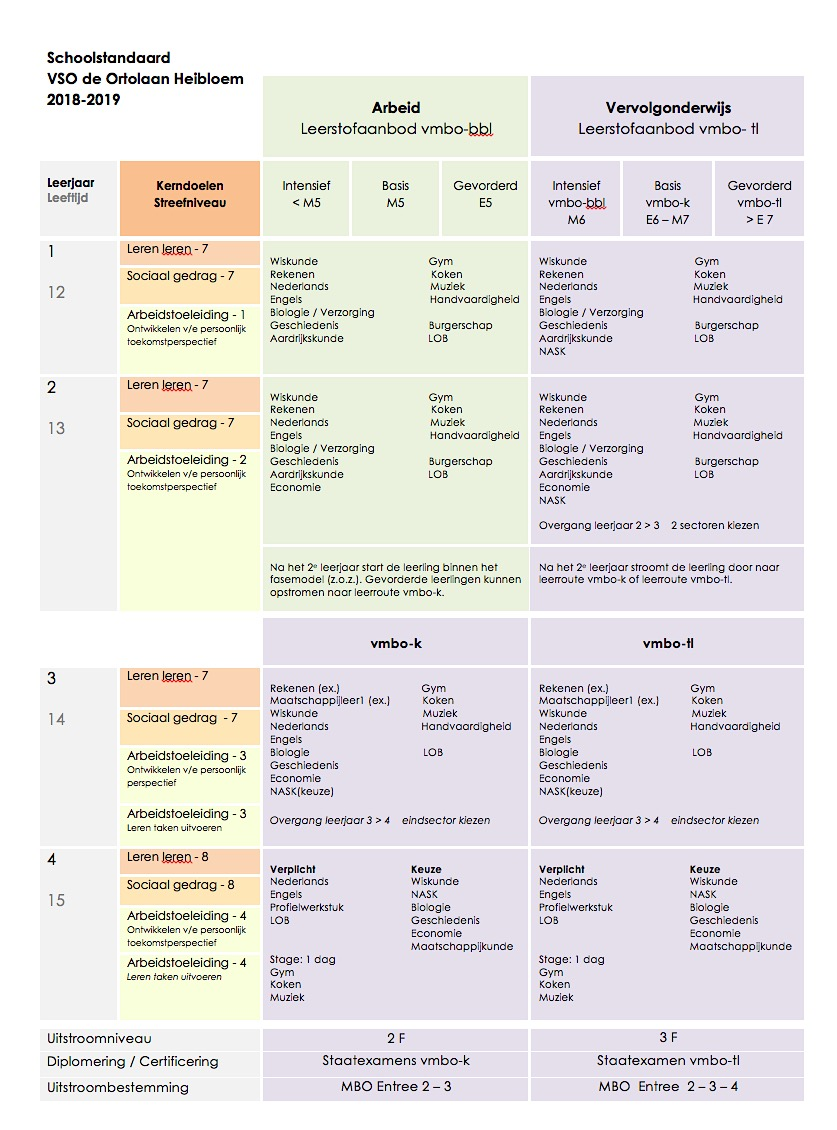 Schoolstandaard
VSO de Ortolaan Heibloem
2018-2019
Arbeid
Leerstofaanbod vmbo-bbl
Vervolgonderwijs
Leerstofaanbod vmbo- tl
Leerjaar
Leeftijd
Kerndoelen
Streefniveau
Intensief
< M5
Basis
M5
Gevorderd
E5
Intensief
vmbo-bbl
M6
Basis
vmbo-k
E6 – M7
Gevorderd
vmbo-tl
> E 7
1
12
Leren leren - 7
Sociaal gedrag - 7
Arbeidstoeleiding - 1
Ontwikkelen v/e persoonlijk
toekomstperspectief
Wiskunde Gym
Rekenen Koken
Nederlands Muziek
Engels Handvaardigheid
Biologie / Verzorging
Geschiedenis Burgerschap
Aardrijkskunde LOB
Wiskunde Gym
Rekenen Koken
Nederlands Muziek
Engels Handvaardigheid
Biologie / Verzorging
Geschiedenis Burgerschap
Aardrijkskunde LOB
NASK
2
13
Leren leren - 7
Sociaal gedrag - 7
Arbeidstoeleiding - 2
Ontwikkelen v/e persoonlijk
toekomstperspectief
Wiskunde Gym
Rekenen Koken
Nederlands Muziek
Engels Handvaardigheid
Biologie / Verzorging
Geschiedenis Burgerschap
Aardrijkskunde LOB
Economie
Wiskunde Gym
Rekenen Koken
Nederlands Muziek
Engels Handvaardigheid
Biologie / Verzorging
Geschiedenis Burgerschap
Aardrijkskunde LOB
Economie
NASK
Overgang leerjaar 2 > 3 2 sectoren kiezen
Na het 2e leerjaar start de leerling binnen het
fasemodel (z.o.z.). Gevorderde leerlingen kunnen
opstromen naar leerroute vmbo-k.
Na het 2e leerjaar stroomt de leerling door naar
leerroute vmbo-k of leerroute vmbo-tl.
vmbo-k
vmbo-tl
3
14
Leren leren - 7
Sociaal gedrag - 7
Arbeidstoeleiding - 3
Ontwikkelen v/e persoonlijk
perspectief
Arbeidstoeleiding - 3
Leren taken uitvoeren
Rekenen (ex.) Gym
Maatschappijleer1 (ex.) Koken
Wiskunde Muziek
Nederlands Handvaardigheid
Engels
Biologie LOB
Geschiedenis
Economie
NASK(keuze)
Overgang leerjaar 3 > 4 eindsector kiezen
Rekenen (ex.) Gym
Maatschappijleer1 (ex.) Koken
Wiskunde Muziek
Nederlands Handvaardigheid
Engels
Biologie LOB
Geschiedenis
Economie
NASK(keuze)
Overgang leerjaar 3 > 4 eindsector kiezen
4
15
Leren leren - 8
Sociaal gedrag - 8
Arbeidstoeleiding - 4
Ontwikkelen v/e persoonlijk
toekomstperspectief
Arbeidstoeleiding - 4
Leren taken uitvoeren
Verplicht Keuze
Nederlands Wiskunde
Engels NASK
Profielwerkstuk Biologie
LOB Geschiedenis
Economie
Maatschappijkunde
Stage: 1 dag
Gym
Koken
Muziek
Verplicht Keuze
Nederlands Wiskunde
Engels NASK
Profielwerkstuk Biologie
LOB Geschiedenis
Economie
Maatschappijkunde
Stage: 1 dag
Gym
Koken
Muziek
Uitstroomniveau 2 F 3 F
Diplomering / Certificering Staatexamens vmbo-k Staatexamen vmbo-tl
Uitstroombestemming MBO Entree 2 – 3 MBO Entree 2 – 3 – 4